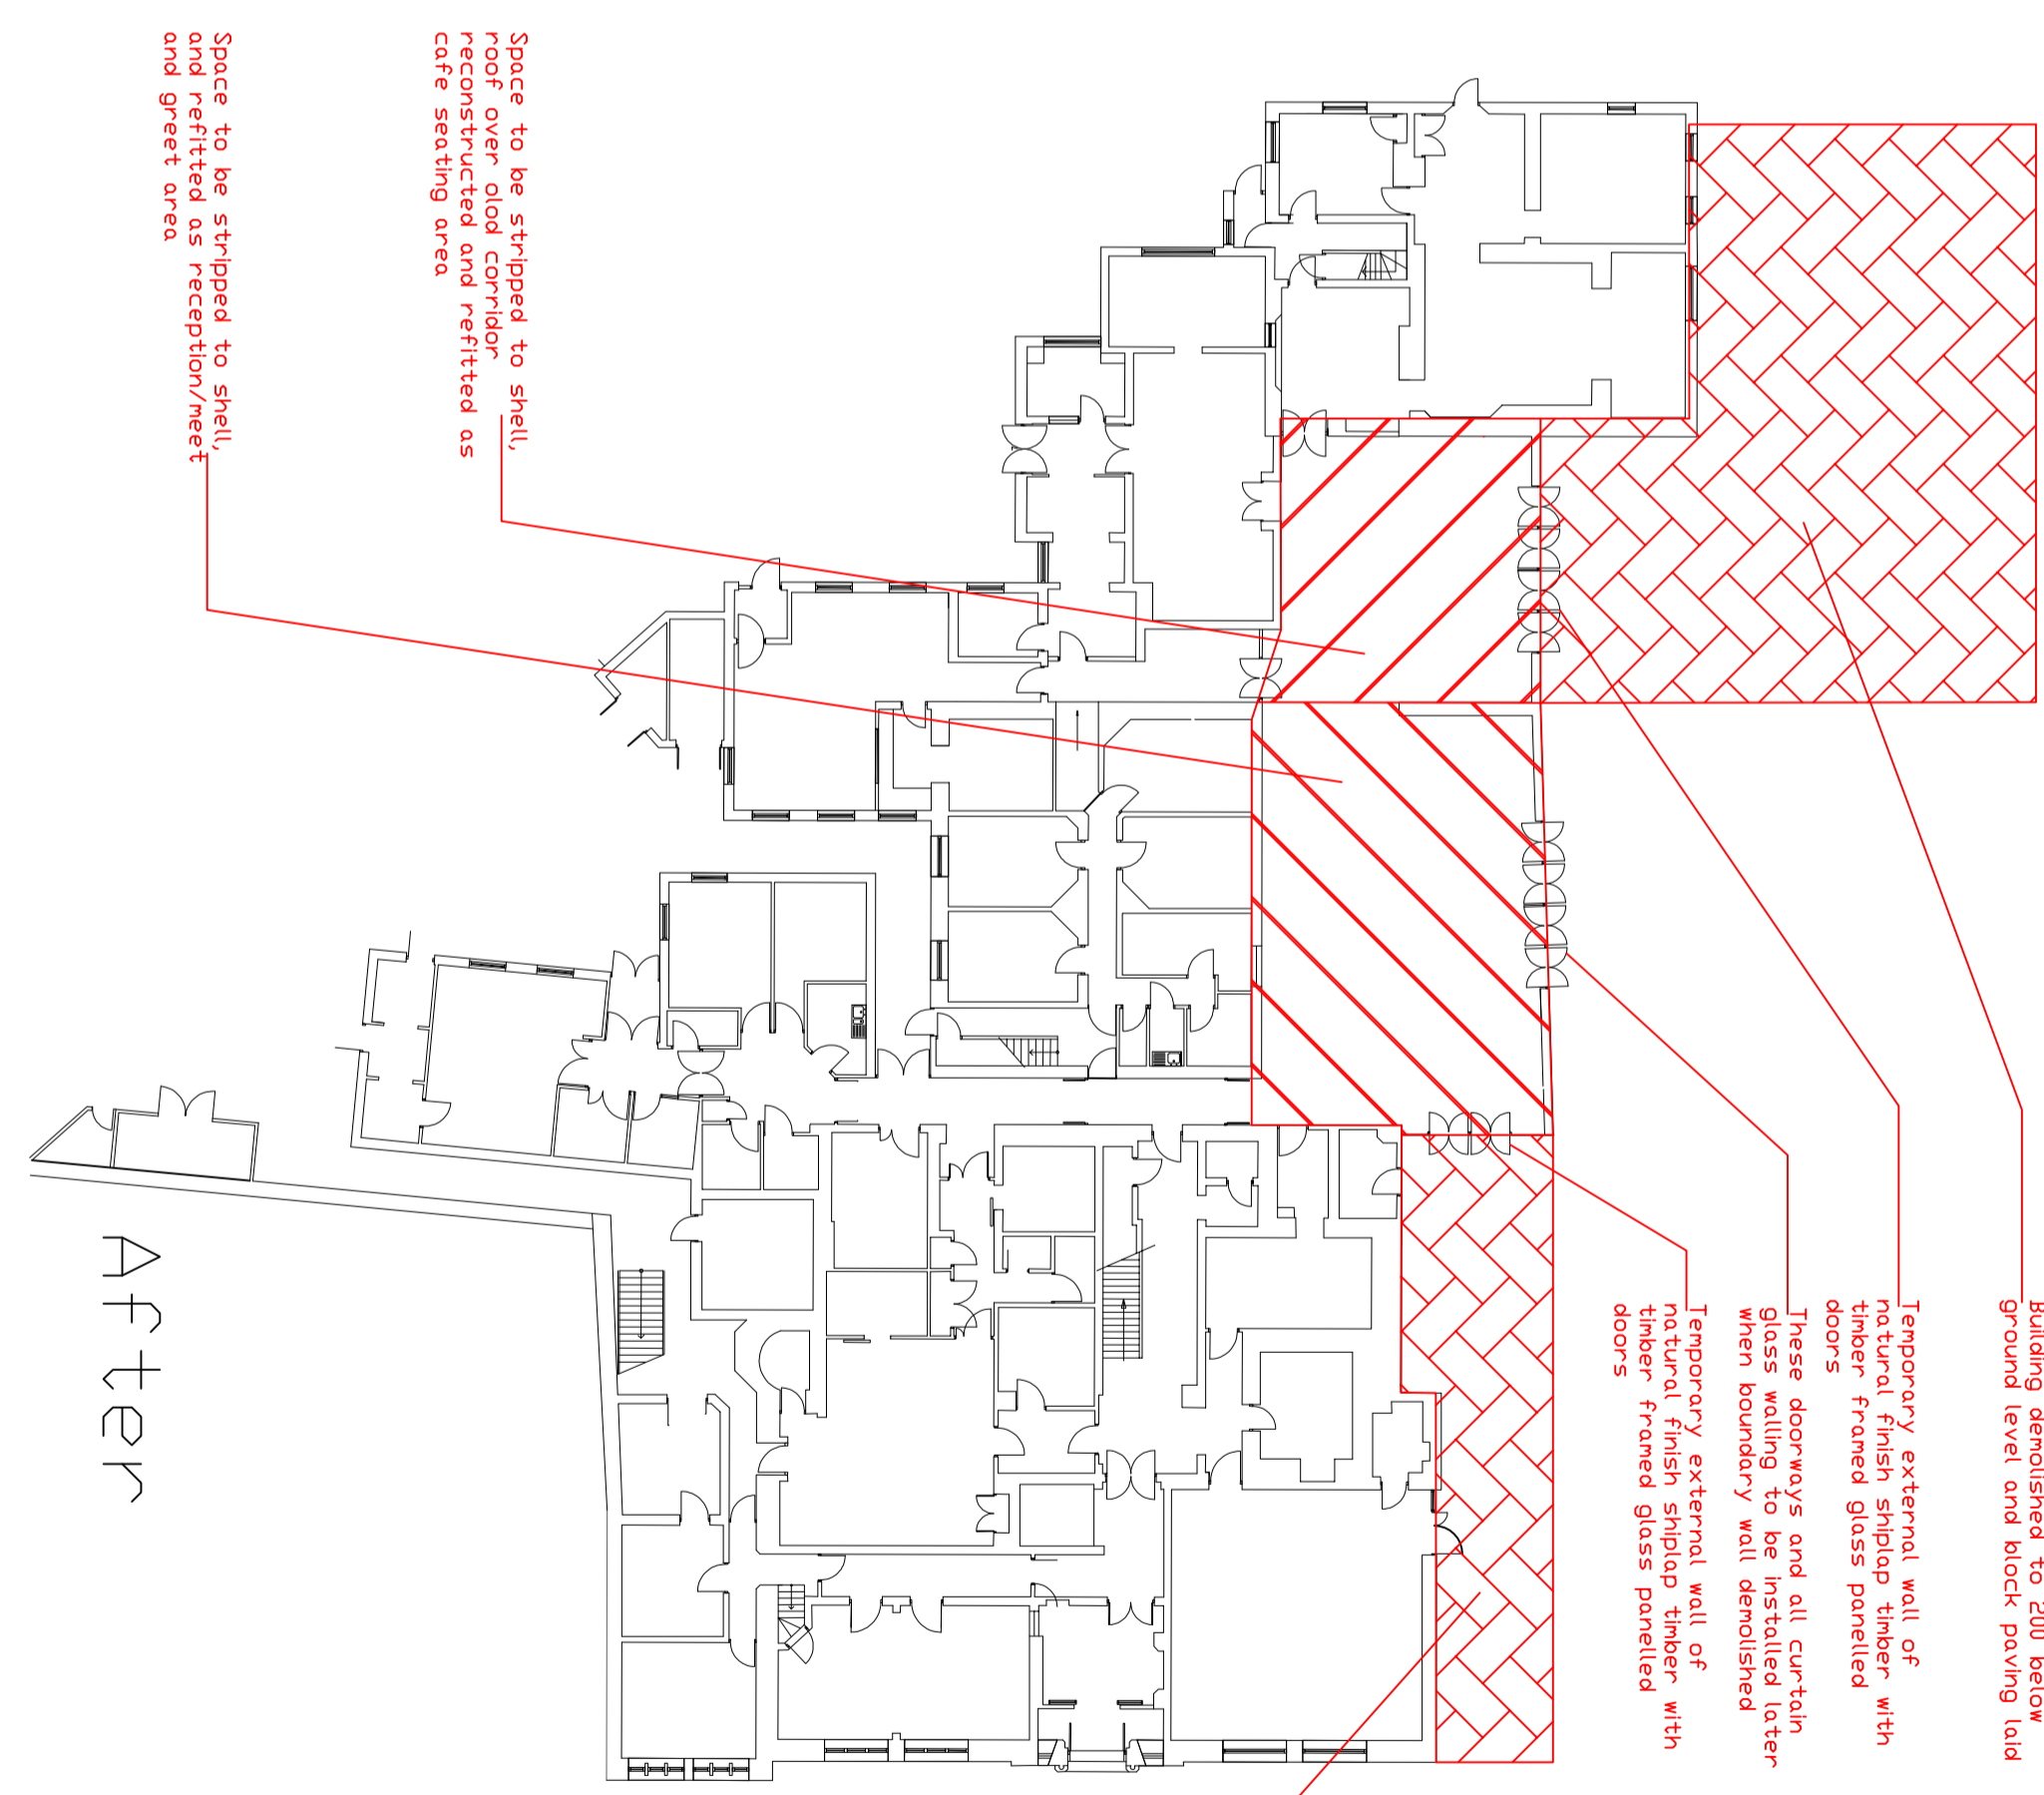 Space to be stripped to shell,
and refitted as reception/meet
and greet area
Space to be stripped to shell,
roof over olod corridor
reconstructed and refitted as
cafe seating area
Building demolished to 200 below
ground level and block paving laid
Temporary external wall of
natural finish shiplap timber with
timber framed glass panelled
doors
These doorways and all curtain
glass walling to be installed later
when boundary wall demolished
Temporary external wall of
natural finish shiplap timber with
timber framed glass panelled
doors
After